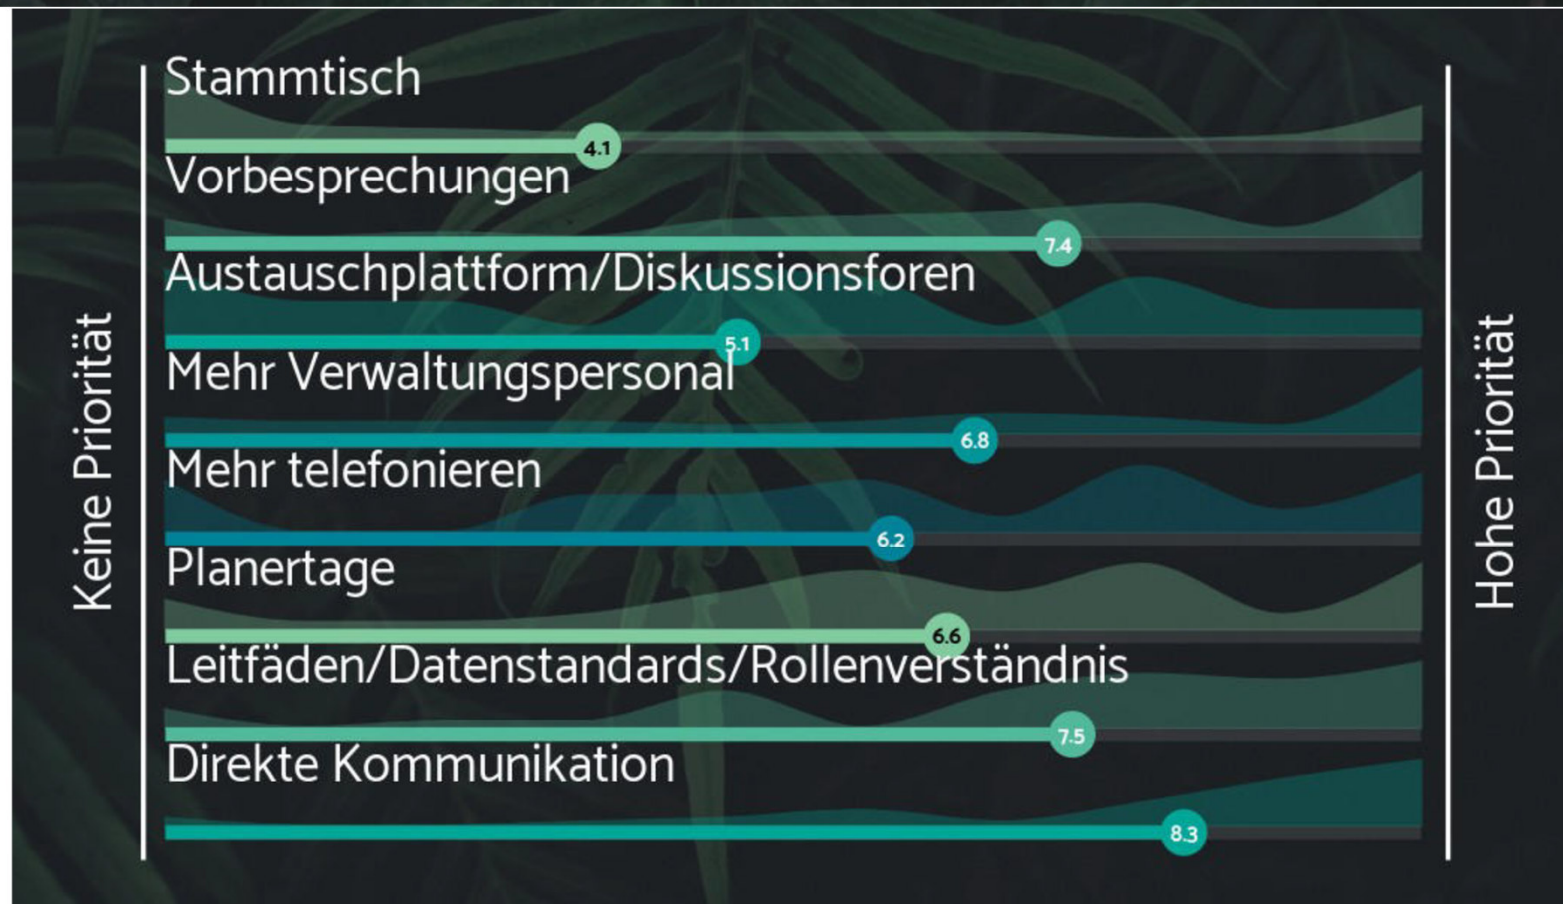 Stammtisch
4.1
Vorbesprechungen
7.4
Austauschplattform/Diskussionsforen
5.1
Mehr Verwaltungspersonal
6.8
Mehr telefonieren
6.2
Planertage
6.6
Leitfäden/Datenstandards/Rollenverständnis
7.5
Direkte Kommunikation
8.3
Keine Priorität
Hohe Priorität